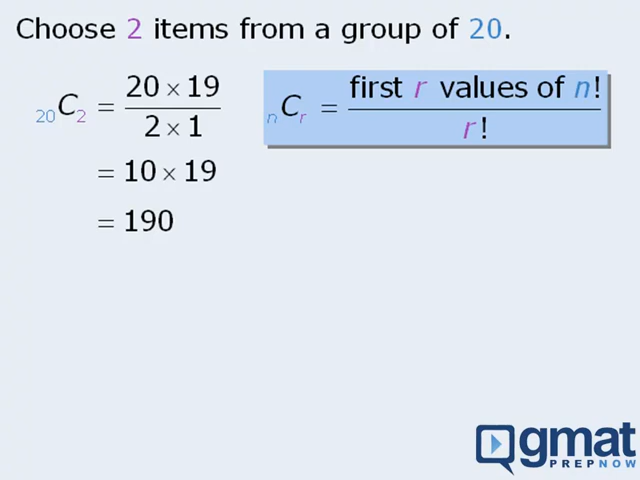 Choose 2 items from a group of 20.
₂₀C₂ = 20 × 19 / 2 × 1
= 10 × 19
= 190
ₙCᵣ = first r values of n! / r!
gmat
PREPNOW